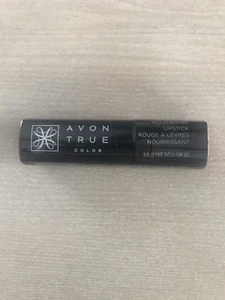 AVON
TRUE
COLOR
LIPSTICK
ROUGE À LÈVRES
NOURRISSANT